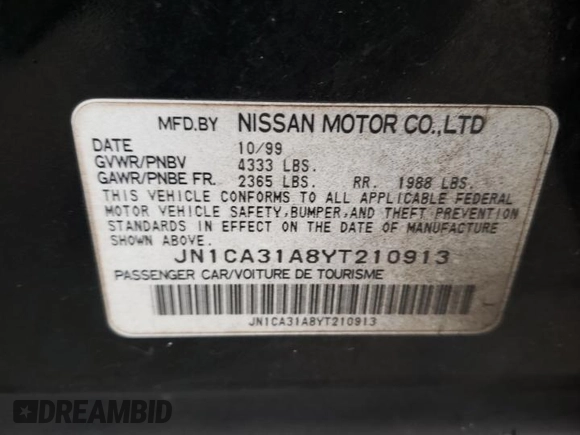 MFD.BY NISSAN MOTOR CO.,LTD
DATE 10/99
GVWR/PNBV 4333 LBS.
GAWR/PNBE FR. 2365 LBS. RR. 1988 LBS.
THIS VEHICLE CONFORMS TO ALL APPLICABLE FEDERAL
MOTOR VEHICLE SAFETY,BUMPER,AND THEFT PREVENTION
STANDARDS IN EFFECT ON THE DATE OF MANUFACTURE
SHOWN ABOVE. JN1CA31A8YT210913
PASSENGER CAR/VOITURE DE TOURISME
JN1CA31A8YT210913
DREAMBID